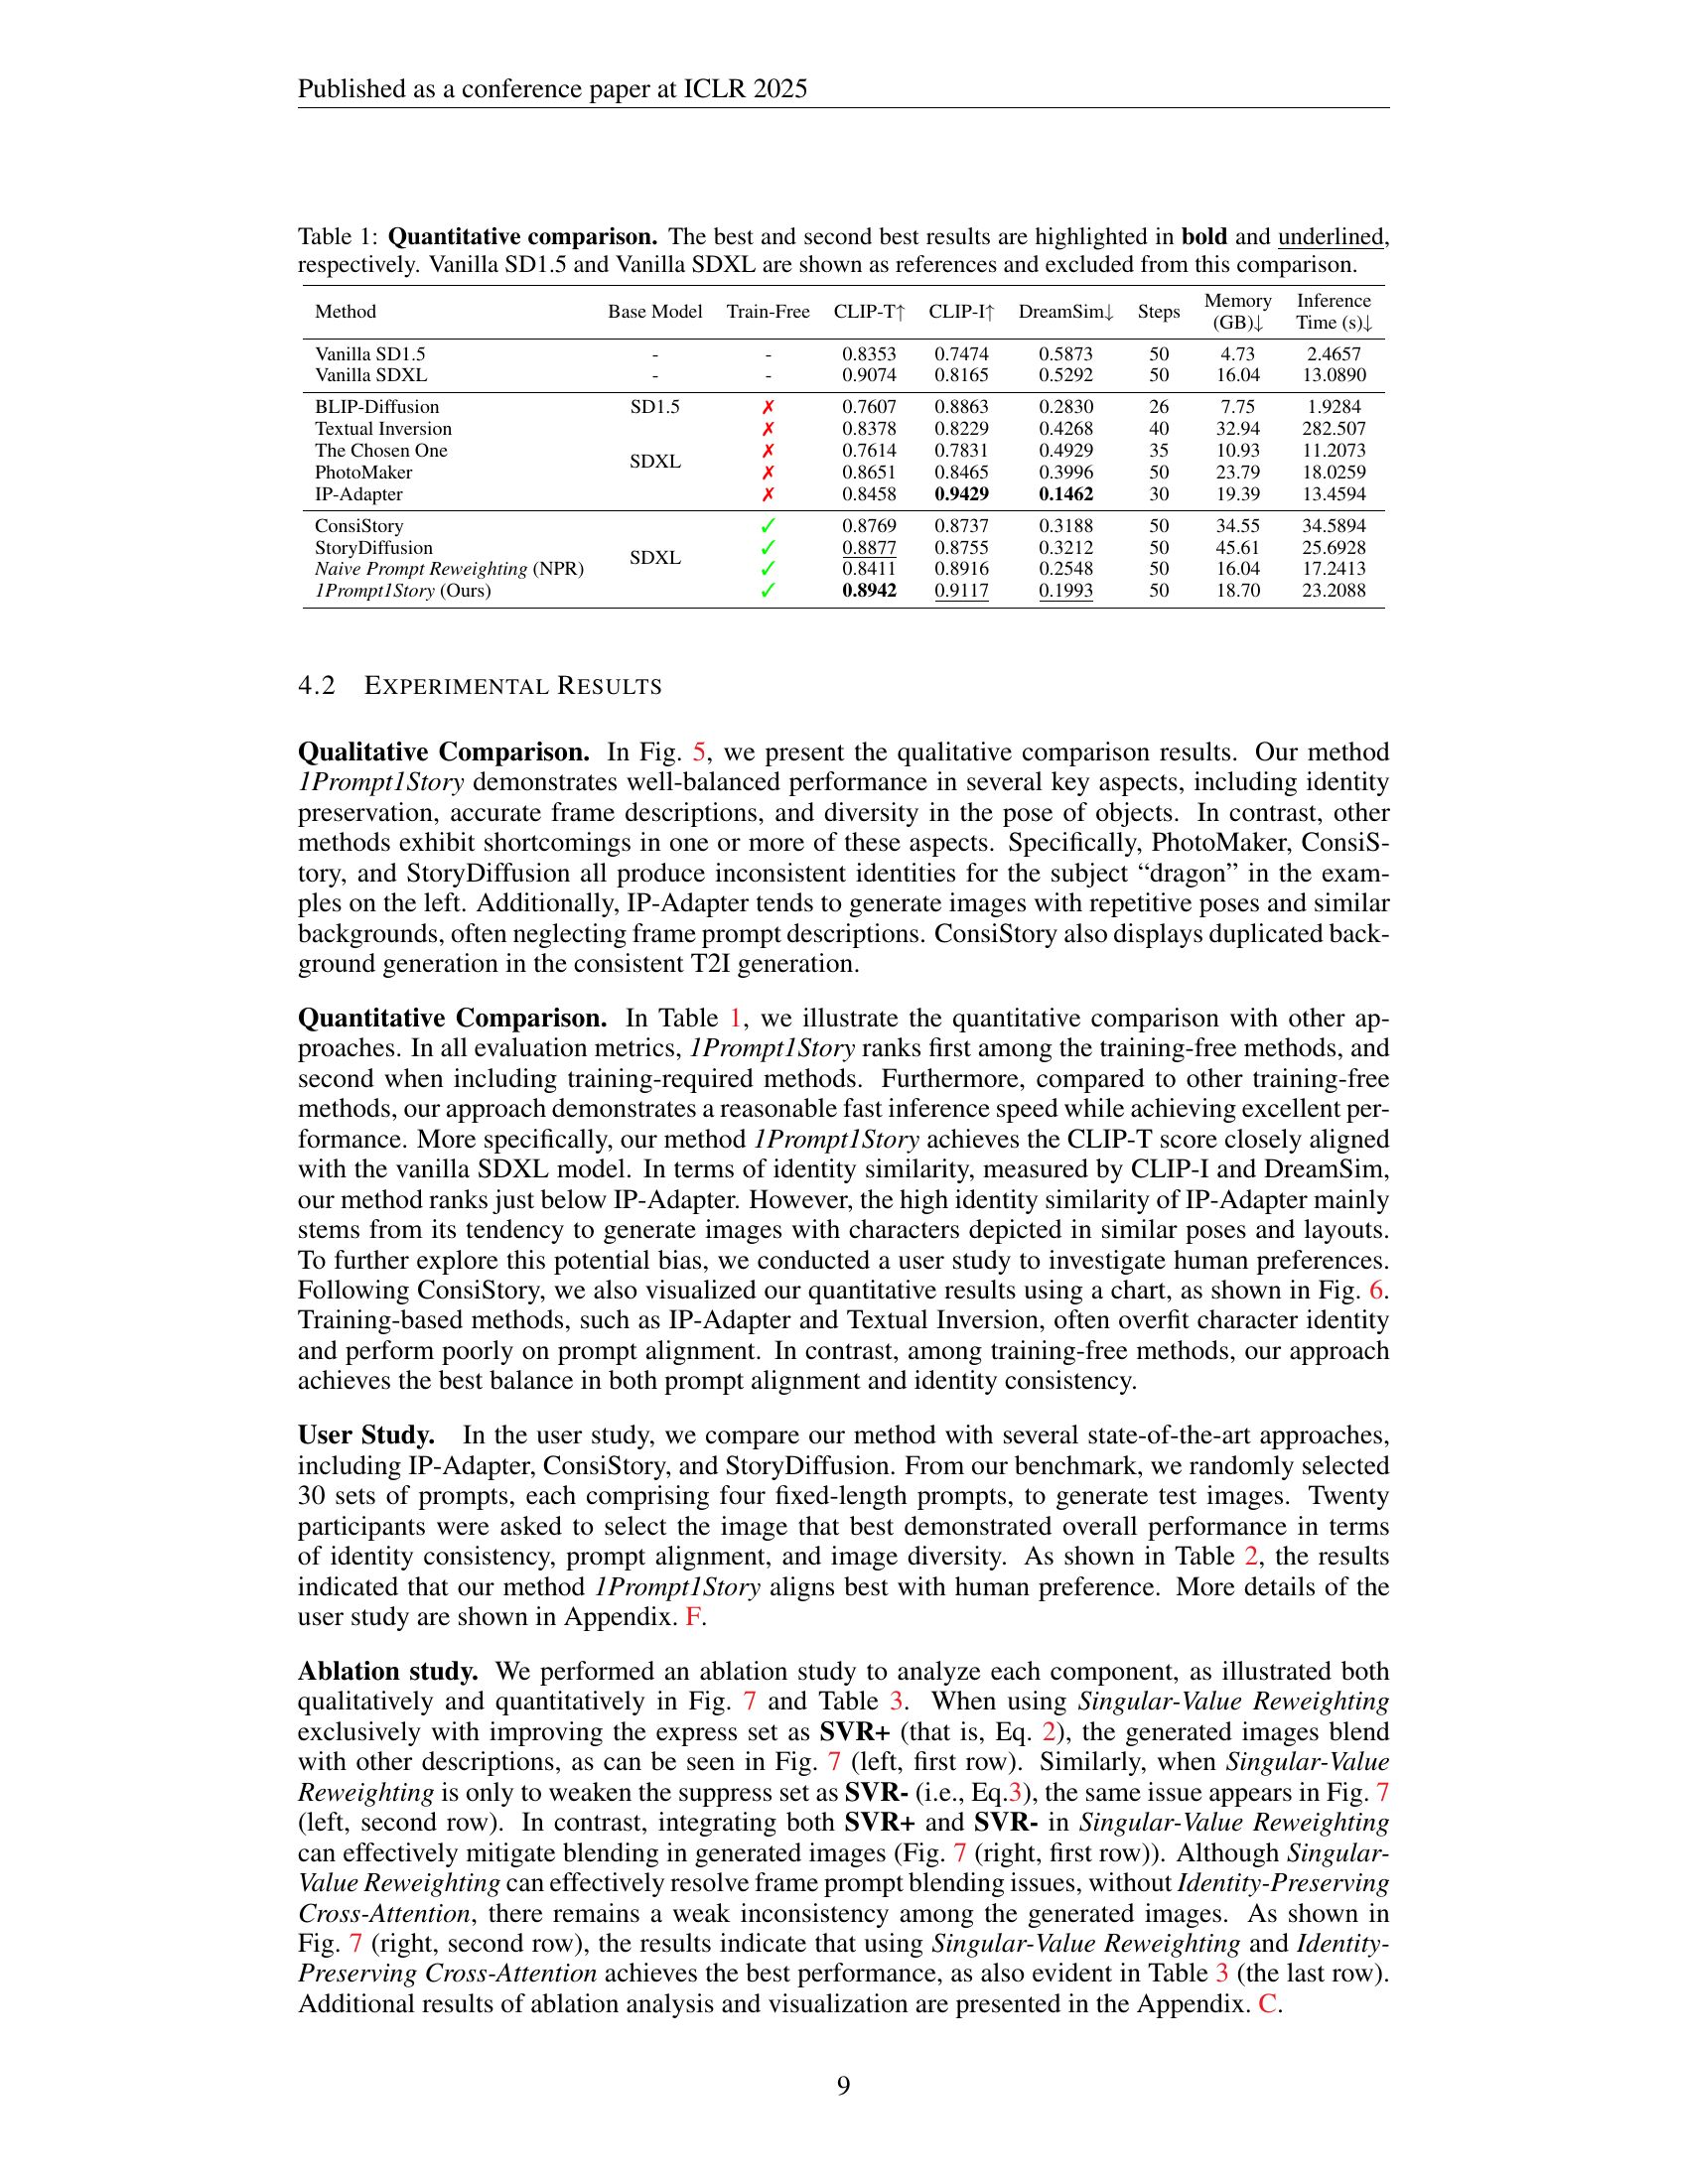 Published as a conference paper at ICLR 2025
Table 1: Quantitative comparison. The best and second best results are highlighted in bold and underlined,
respectively. Vanilla SD1.5 and Vanilla SDXL are shown as references and excluded from this comparison.
Method Base Model Train-Free CLIP-T↑ CLIP-I↑ DreamSim↓ Steps Memory (GB)↓ Inference Time (s)↓
Vanilla SD1.5 - - 0.8353 0.7474 0.5873 50 4.73 2.4657
Vanilla SDXL - - 0.9074 0.8165 0.5292 50 16.04 13.0890
BLIP-Diffusion SD1.5 ✗ 0.7607 0.8863 0.2830 26 7.75 1.9284
Textual Inversion ✗ 0.8378 0.8229 0.4268 40 32.94 282.507
The Chosen One SDXL ✗ 0.7614 0.7831 0.4929 35 10.93 11.2073
PhotoMaker ✗ 0.8651 0.8465 0.3996 50 23.79 18.0259
IP-Adapter ✗ 0.8458 0.9429 0.1462 30 19.39 13.4594
ConsiStory ✓ 0.8769 0.8737 0.3188 50 34.55 34.5894
StoryDiffusion SDXL ✓ 0.8877 0.8755 0.3212 50 45.61 25.6928
Naive Prompt Reweighting (NPR) ✓ 0.8411 0.8916 0.2548 50 16.04 17.2413
1Prompt1Story (Ours) ✓ 0.8942 0.9117 0.1993 50 18.70 23.2088
4.2 EXPERIMENTAL RESULTS
Qualitative Comparison. In Fig. 5, we present the qualitative comparison results. Our method
1Prompt1Story demonstrates well-balanced performance in several key aspects, including identity
preservation, accurate frame descriptions, and diversity in the pose of objects. In contrast, other
methods exhibit shortcomings in one or more of these aspects. Specifically, PhotoMaker, ConsiS-
tory, and StoryDiffusion all produce inconsistent identities for the subject “dragon” in the exam-
ples on the left. Additionally, IP-Adapter tends to generate images with repetitive poses and similar
backgrounds, often neglecting frame prompt descriptions. ConsiStory also displays duplicated back-
ground generation in the consistent T2I generation.
Quantitative Comparison. In Table 1, we illustrate the quantitative comparison with other ap-
proaches. In all evaluation metrics, 1Prompt1Story ranks first among the training-free methods, and
second when including training-required methods. Furthermore, compared to other training-free
methods, our approach demonstrates a reasonable fast inference speed while achieving excellent per-
formance. More specifically, our method 1Prompt1Story achieves the CLIP-T score closely aligned
with the vanilla SDXL model. In terms of identity similarity, measured by CLIP-I and DreamSim,
our method ranks just below IP-Adapter. However, the high identity similarity of IP-Adapter mainly
stems from its tendency to generate images with characters depicted in similar poses and layouts.
To further explore this potential bias, we conducted a user study to investigate human preferences.
Following ConsiStory, we also visualized our quantitative results using a chart, as shown in Fig. 6.
Training-based methods, such as IP-Adapter and Textual Inversion, often overfit character identity
and perform poorly on prompt alignment. In contrast, among training-free methods, our approach
achieves the best balance in both prompt alignment and identity consistency.
User Study. In the user study, we compare our method with several state-of-the-art approaches,
including IP-Adapter, ConsiStory, and StoryDiffusion. From our benchmark, we randomly selected
30 sets of prompts, each comprising four fixed-length prompts, to generate test images. Twenty
participants were asked to select the image that best demonstrated overall performance in terms
of identity consistency, prompt alignment, and image diversity. As shown in Table 2, the results
indicated that our method 1Prompt1Story aligns best with human preference. More details of the
user study are shown in Appendix. F.
Ablation study. We performed an ablation study to analyze each component, as illustrated both
qualitatively and quantitatively in Fig. 7 and Table 3. When using Singular-Value Reweighting
exclusively with improving the express set as SVR+ (that is, Eq. 2), the generated images blend
with other descriptions, as can be seen in Fig. 7 (left, first row). Similarly, when Singular-Value
Reweighting is only to weaken the suppress set as SVR- (i.e., Eq.3), the same issue appears in Fig. 7
(left, second row). In contrast, integrating both SVR+ and SVR- in Singular-Value Reweighting
can effectively mitigate blending in generated images (Fig. 7 (right, first row)). Although Singular-
Value Reweighting can effectively resolve frame prompt blending issues, without Identity-Preserving
Cross-Attention, there remains a weak inconsistency among the generated images. As shown in
Fig. 7 (right, second row), the results indicate that using Singular-Value Reweighting and Identity-
Preserving Cross-Attention achieves the best performance, as also evident in Table 3 (the last row).
Additional results of ablation analysis and visualization are presented in the Appendix. C.
9